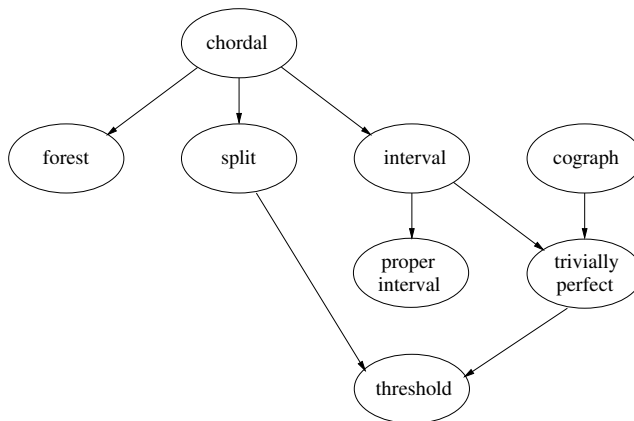 chordal
forest
split
interval
cograph
proper
interval
trivially
perfect
threshold